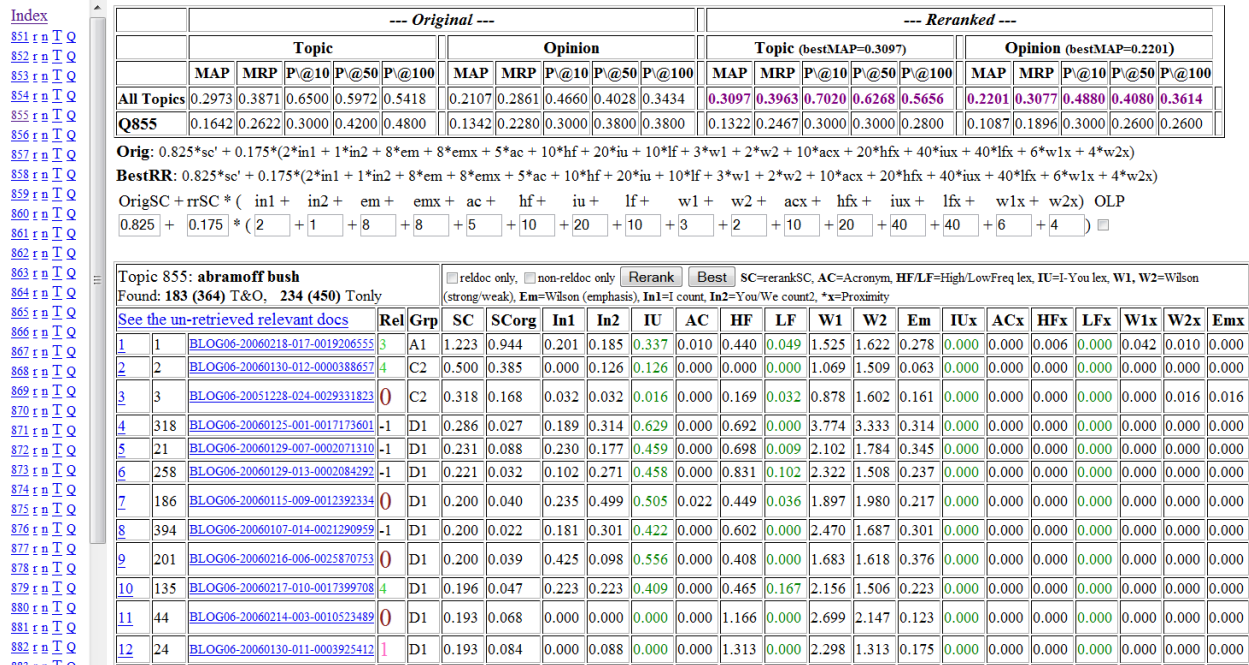 Index
851 r n T Q
852 r n T Q
853 r n T Q
854 r n T Q
855 r n T Q
856 r n T Q
857 r n T Q
858 r n T Q
859 r n T Q
860 r n T Q
861 r n T Q
862 r n T Q
863 r n T Q
864 r n T Q
865 r n T Q
866 r n T Q
867 r n T Q
868 r n T Q
869 r n T Q
870 r n T Q
871 r n T Q
872 r n T Q
873 r n T Q
874 r n T Q
875 r n T Q
876 r n T Q
877 r n T Q
878 r n T Q
879 r n T Q
880 r n T Q
881 r n T Q
882 r n T Q
--- Original --- --- Reranked ---
Topic Opinion Topic (bestMAP=0.3097) Opinion (bestMAP=0.2201)
MAP MRP P\@10 P\@50 P\@100 MAP MRP P\@10 P\@50 P\@100 MAP MRP P\@10 P\@50 P\@100 MAP MRP P\@10 P\@50 P\@100
All Topics 0.2973 0.3871 0.6500 0.5972 0.5418 0.2107 0.2861 0.4660 0.4028 0.3434 0.3097 0.3963 0.7020 0.6268 0.5656 0.2201 0.3077 0.4880 0.4080 0.3614
Q855 0.1642 0.2622 0.3000 0.4200 0.4800 0.1342 0.2280 0.3000 0.3800 0.3800 0.1322 0.2467 0.3000 0.3000 0.2800 0.1087 0.1896 0.3000 0.2600 0.2600
Orig: 0.825*sc' + 0.175*(2*in1 + 1*in2 + 8*em + 8*emx + 5*ac + 10*hf + 20*iu + 10*lf + 3*w1 + 2*w2 + 10*acx + 20*hfx + 40*iux + 40*lfx + 6*w1x + 4*w2x)
BestRR: 0.825*sc' + 0.175*(2*in1 + 1*in2 + 8*em + 8*emx + 5*ac + 10*hf + 20*iu + 10*lf + 3*w1 + 2*w2 + 10*acx + 20*hfx + 40*iux + 40*lfx + 6*w1x + 4*w2x)
OrigSC + rrSC * ( in1 + in2 + em + emx + ac + hf + iu + lf + w1 + w2 + acx + hfx + iux + lfx + w1x + w2x) OLP
0.825 + 0.175 * ( 2 + 1 + 8 + 8 + 5 + 10 + 20 + 10 + 3 + 2 + 10 + 20 + 40 + 40 + 6 + 4 )
Topic 855: abramoff bush
Found: 183 (364) T&O, 234 (450) Tonly
reldoc only, non-reldoc only Rerank Best SC=rerankSC, AC=Acronym, HF/LF=High/LowFreq lex, IU=I-You lex, W1, W2=Wilson
(strong/weak), Em=Wilson (emphasis), In1=I count, In2=You/We count2, *x=Proximity
See the un-retrieved relevant docs Rel Grp SC SCorg In1 In2 IU AC HF LF W1 W2 Em IUx ACx HFx LFx W1x W2x Emx
1 1 BLOG06-20060218-017-0019206555 3 A1 1.223 0.944 0.201 0.185 0.337 0.010 0.440 0.049 1.525 1.622 0.278 0.000 0.000 0.006 0.000 0.042 0.010 0.000
2 2 BLOG06-20060130-012-0000388657 4 C2 0.500 0.385 0.000 0.126 0.126 0.000 0.000 0.000 1.069 1.509 0.063 0.000 0.000 0.000 0.000 0.000 0.000 0.000
3 3 BLOG06-20051228-024-0029331823 0 C2 0.318 0.168 0.032 0.032 0.016 0.000 0.169 0.032 0.878 1.602 0.161 0.000 0.000 0.000 0.000 0.000 0.016 0.016
4 318 BLOG06-20060125-001-0017173601 -1 D1 0.286 0.027 0.189 0.314 0.629 0.000 0.692 0.000 3.774 3.333 0.314 0.000 0.000 0.000 0.000 0.000 0.000 0.000
5 21 BLOG06-20060129-007-0002071310 -1 D1 0.231 0.088 0.230 0.177 0.459 0.000 0.698 0.009 2.102 1.784 0.345 0.000 0.000 0.000 0.000 0.000 0.000 0.000
6 258 BLOG06-20060129-013-0002084292 -1 D1 0.221 0.032 0.102 0.271 0.458 0.000 0.831 0.102 2.322 1.508 0.237 0.000 0.000 0.000 0.000 0.000 0.000 0.000
7 186 BLOG06-20060115-009-0012392334 0 D1 0.200 0.040 0.235 0.499 0.505 0.022 0.449 0.036 1.897 1.980 0.217 0.000 0.000 0.000 0.000 0.000 0.000 0.000
8 394 BLOG06-20060107-014-0021290959 -1 D1 0.200 0.022 0.181 0.301 0.422 0.000 0.602 0.000 2.470 1.687 0.301 0.000 0.000 0.000 0.000 0.000 0.000 0.000
9 201 BLOG06-20060216-006-0025870753 0 D1 0.200 0.039 0.425 0.098 0.556 0.000 0.408 0.000 1.683 1.618 0.376 0.000 0.000 0.000 0.000 0.000 0.000 0.000
10 135 BLOG06-20060217-010-0017399708 4 D1 0.196 0.047 0.223 0.223 0.409 0.000 0.465 0.167 2.156 1.506 0.223 0.000 0.000 0.000 0.000 0.000 0.000 0.000
11 44 BLOG06-20060214-003-0010523489 0 D1 0.193 0.068 0.000 0.000 0.000 0.000 1.166 0.000 2.699 2.147 0.123 0.000 0.000 0.000 0.000 0.000 0.000 0.000
12 24 BLOG06-20060130-011-0003925412 1 D1 0.193 0.084 0.000 0.088 0.000 0.000 1.313 0.000 2.298 1.313 0.175 0.000 0.000 0.000 0.000 0.000 0.000 0.000